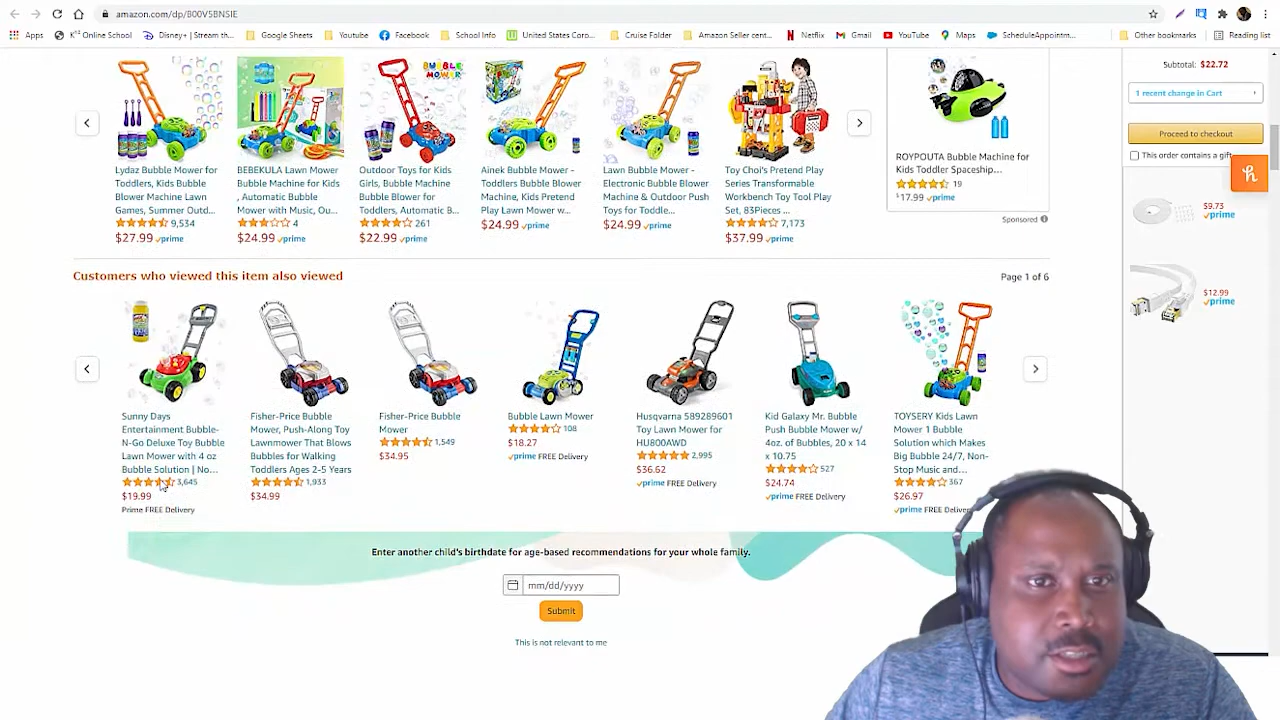 amazon.com/dp/B00V5BNSIE
Apps
K¹² Online School
Disney+ | Stream th...
Google Sheets
Youtube
Facebook
School Info
United States Coro...
Cruise Folder
Amazon Seller cent...
Netflix
Gmail
YouTube
Maps
ScheduleAppointm...
Other bookmarks
Reading list
BUBBLE
MOWER
Lydaz Bubble Mower for
Toddlers, Kids Bubble
Blower Machine Lawn
Games, Summer Outd...
9,534
$27.99 prime
BEBEKULA Lawn Mower
Bubble Machine for Kids
, Automatic Bubble
Mower with Music, Ou...
4
$24.99 prime
Outdoor Toys for Kids
Girls, Bubble Machine
Bubble Blower for
Toddlers, Automatic B...
261
$22.99 prime
Ainek Bubble Mower -
Toddlers Bubble Blower
Machine, Kids Pretend
Play Lawn Mower w...
$24.99 prime
Lawn Bubble Mower -
Electronic Bubble Blower
Machine & Outdoor Push
Toys for Toddle...
$24.99 prime
Toy Choi's Pretend Play
Series Transformable
Workbench Toy Tool Play
Set, 83Pieces ...
7,173
$37.99 prime
ROYPOUTA Bubble Machine for
Kids Toddler Spaceship...
19
$17.99 prime
Sponsored
Subtotal: $22.72
1 recent change in Cart
Proceed to checkout
This order contains a gift
h
$9.73
prime
$12.99
prime
Customers who viewed this item also viewed
Page 1 of 6
Sunny Days
Entertainment Bubble-
N-Go Deluxe Toy Bubble
Lawn Mower with 4 oz
Bubble Solution | No...
3,645
$19.99
Prime FREE Delivery
Fisher-Price Bubble
Mower, Push-Along Toy
Lawnmower That Blows
Bubbles for Walking
Toddlers Ages 2-5 Years
1,933
$34.99
Fisher-Price Bubble
Mower
1,549
$34.95
Bubble Lawn Mower
108
$18.27
prime FREE Delivery
Husqvarna 589289601
Toy Lawn Mower for
HU800AWD
2,995
$36.62
prime FREE Delivery
Kid Galaxy Mr. Bubble
Push Bubble Mower w/
4oz. of Bubbles, 20 x 14
x 10.75
527
$24.74
prime FREE Delivery
TOYSERY Kids Lawn
Mower 1 Bubble
Solution which Makes
Big Bubble 24/7, Non-
Stop Music and...
367
$26.97
prime FREE Deliver
Enter another child's birthdate for age-based recommendations for your whole family.
mm/dd/yyyy
Submit
This is not relevant to me